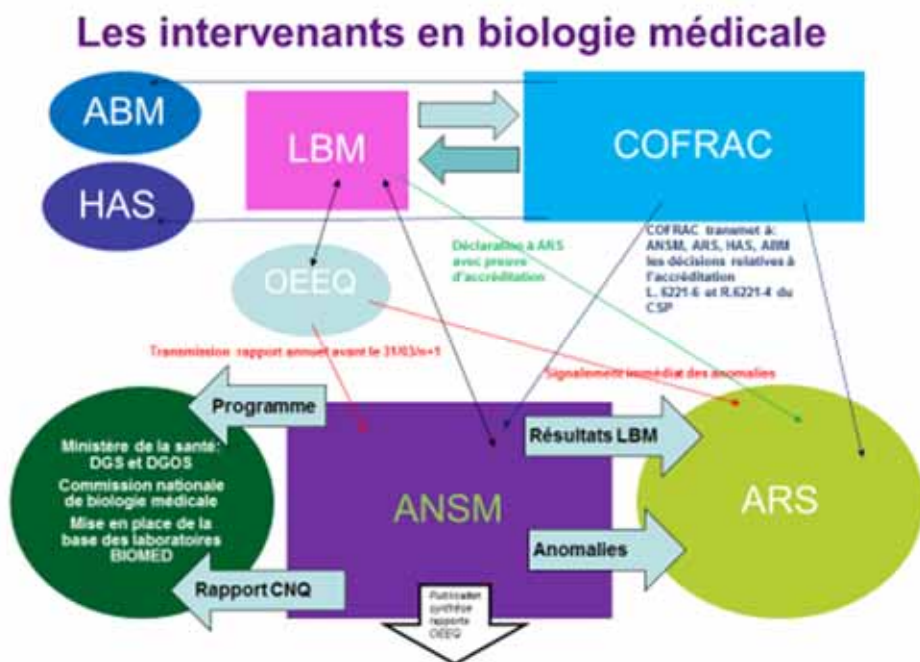 Les intervenants en biologie médicale
ABM
LBM
COFRAC
HAS
OEEQ
Déclaration à ARS
avec preuve
d'accréditation
COFRAC transmet à:
ANSM, ARS, HAS, ABM
les décisions relatives à
l'accréditation
L. 6221-6 et R.6221-4 du
CSP
Transmission rapport annuel avant le 31/03/n+1
Signalement immédiat des anomalies
Programme
Résultats LBM
Ministère de la santé:
DGS et DGOS
Commission nationale
de biologie médicale
Mise en place de la
base des laboratoires
BIOMED
ANSM
ARS
Anomalies
Rapport CNQ
Publication
synthèse
rapports
OEEQ